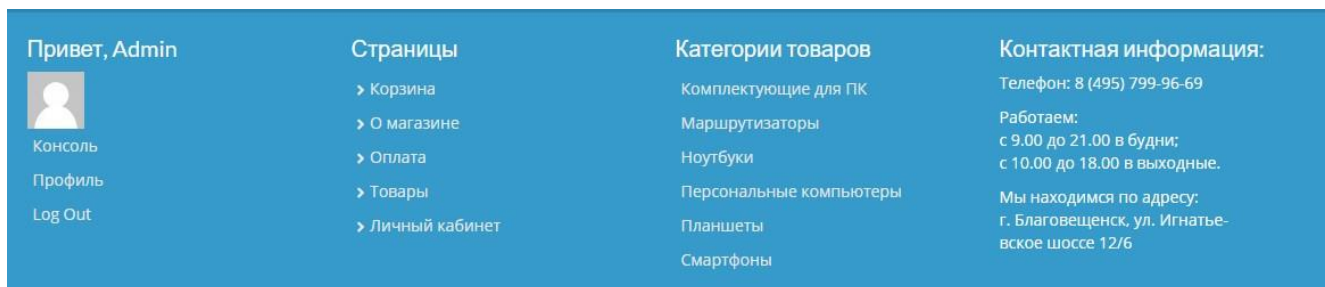 Привет, Admin
Консоль
Профиль
Log Out
Страницы
Корзина
О магазине
Оплата
Товары
Личный кабинет
Категории товаров
Комплектующие для ПК
Маршрутизаторы
Ноутбуки
Персональные компьютеры
Планшеты
Смартфоны
Контактная информация:
Телефон: 8 (495) 799-96-69
Работаем:
с 9.00 до 21.00 в будни;
с 10.00 до 18.00 в выходные.
Мы находимся по адресу:
г. Благовещенск, ул. Игнатье-
вское шоссе 12/6